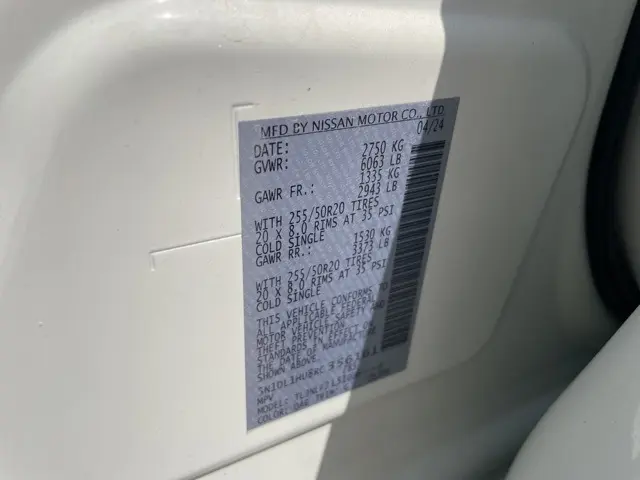 MFD BY NISSAN MOTOR CO., LTD
DATE: 04/24
GVWR: 2750 KG
6063 LB
GAWR FR.: 1335 KG
2943 LB
WITH 255/50R20 TIRES
20 X 8.0 RIMS AT 35 PSI
COLD SINGLE
GAWR RR.: 1530 KG
3373 LB
WITH 255/50R20 TIRES
20 X 8.0 RIMS AT 35 PSI
COLD SINGLE
THIS VEHICLE CONFORMS TO
ALL APPLICABLE FEDERAL
MOTOR VEHICLE SAFETY AND
THEFT PREVENTION
STANDARDS IN EFFECT ON
THE DATE OF MANUFACTURE
MPV
MODEL:
COLOR: TRIM: